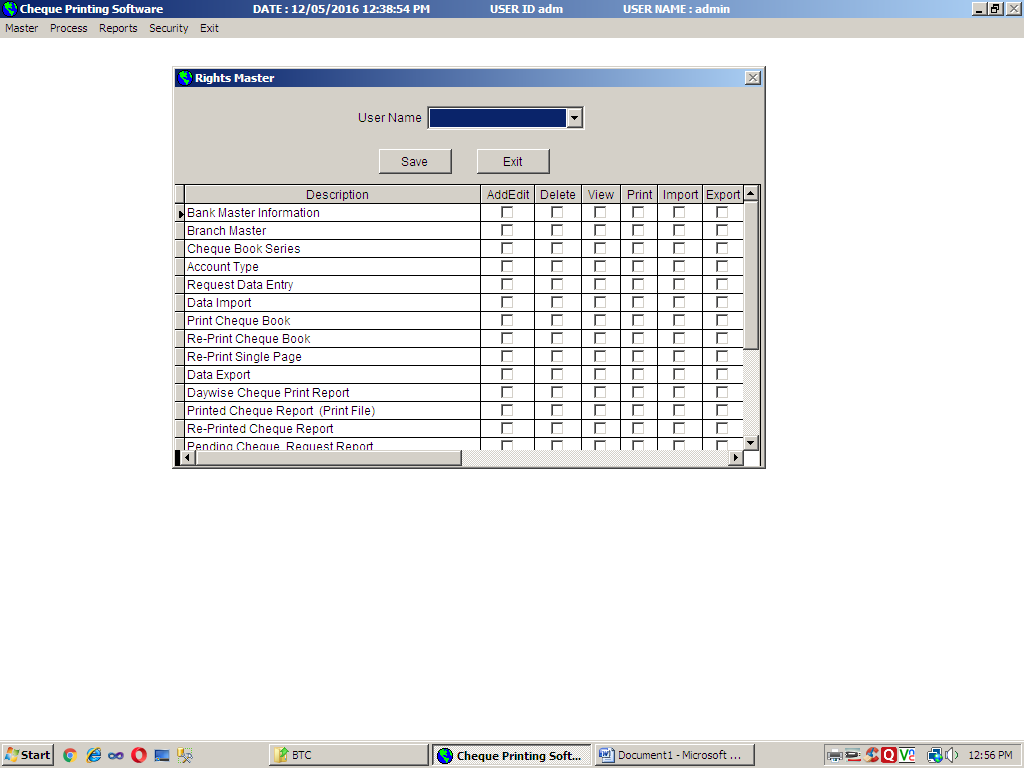 Cheque Printing Software DATE : 12/05/2016 12:38:54 PM USER ID adm USER NAME : admin
Master Process Reports Security Exit
Rights Master
User Name
Save Exit
Description AddEdit Delete View Print Import Export
Bank Master Information
Branch Master
Cheque Book Series
Account Type
Request Data Entry
Data Import
Print Cheque Book
Re-Print Cheque Book
Re-Print Single Page
Data Export
Daywise Cheque Print Report
Printed Cheque Report (Print File)
Re-Printed Cheque Report
Pending Cheque Request Report
Start BTC Cheque Printing Soft... Document1 - Microsoft ... 12:56 PM